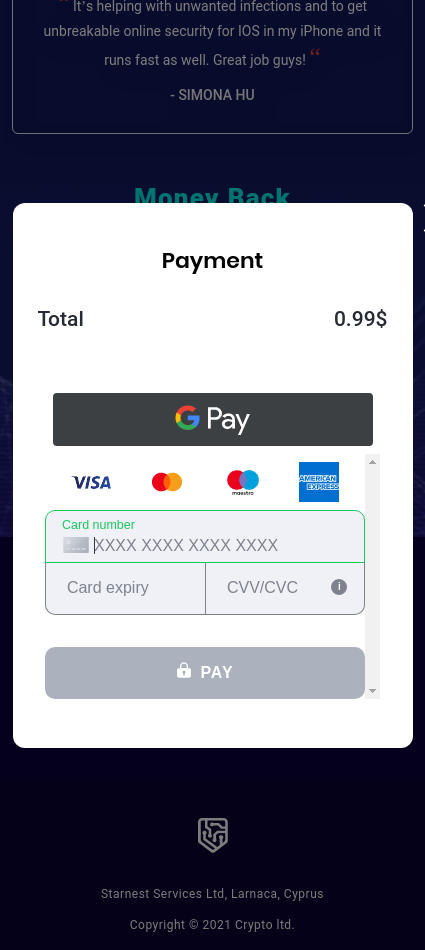 “ It's helping with unwanted infections and to get
unbreakable online security for IOS in my iPhone and it
runs fast as well. Great job guys! “
- SIMONA HU
Money Back
Payment
Total 0.99$
G Pay
VISA maestro AMERICAN EXPRESS
Card number
XXXX XXXX XXXX XXXX
Card expiry CVV/CVC i
PAY
Starnest Services Ltd, Larnaca, Cyprus
Copyright © 2021 Crypto ltd.